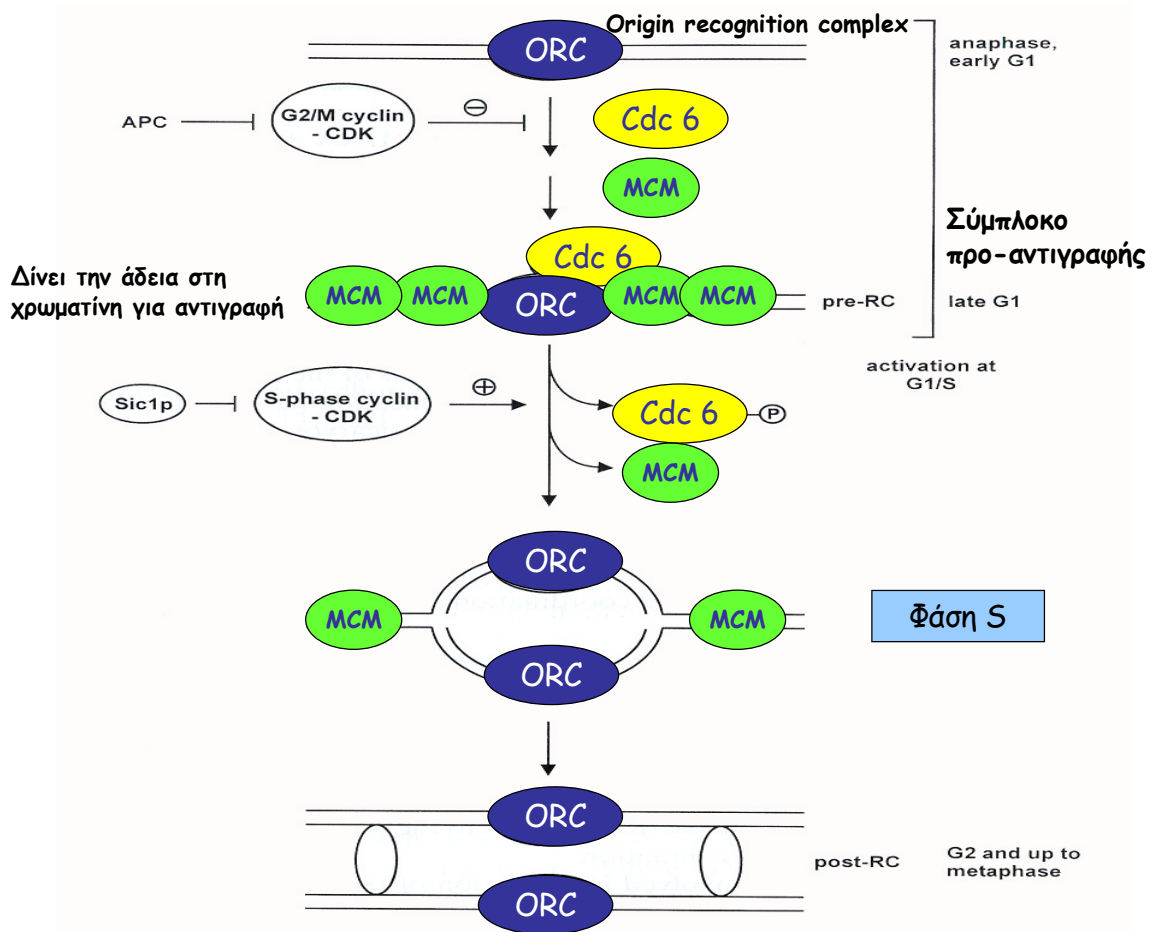 Origin recognition complex
ORC
anaphase,
early G1
APC
G2/M cyclin
- CDK
⊖
Cdc 6
MCM
Σύμπλοκο
προ-αντιγραφής
Δίνει την άδεια στη
χρωματίνη για αντιγραφή
Cdc 6
MCM
MCM
ORC
MCM
MCM
pre-RC
late G1
activation at
G1/S
Sic1p
S-phase cyclin
- CDK
⊕
Cdc 6
P
MCM
ORC
MCM
MCM
Φάση S
ORC
ORC
post-RC
G2 and up to
metaphase
ORC